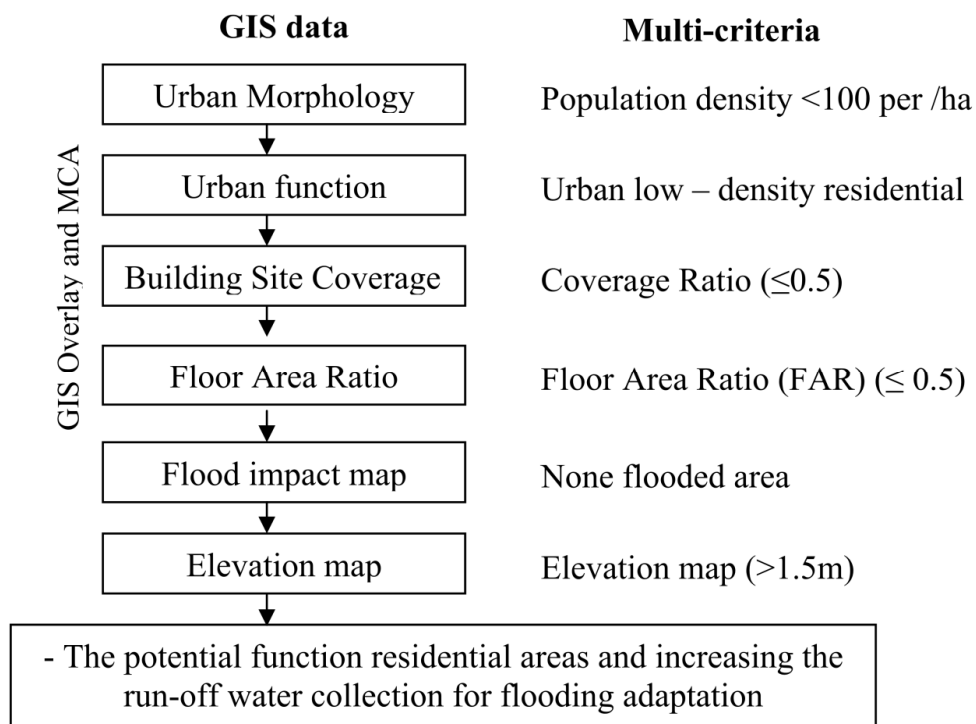 GIS data
Multi-criteria
Urban Morphology
Population density <100 per /ha
Urban function
Urban low – density residential
Building Site Coverage
Coverage Ratio (≤0.5)
Floor Area Ratio
Floor Area Ratio (FAR) (≤ 0.5)
Flood impact map
None flooded area
Elevation map
Elevation map (>1.5m)
GIS Overlay and MCA
- The potential function residential areas and increasing the
run-off water collection for flooding adaptation